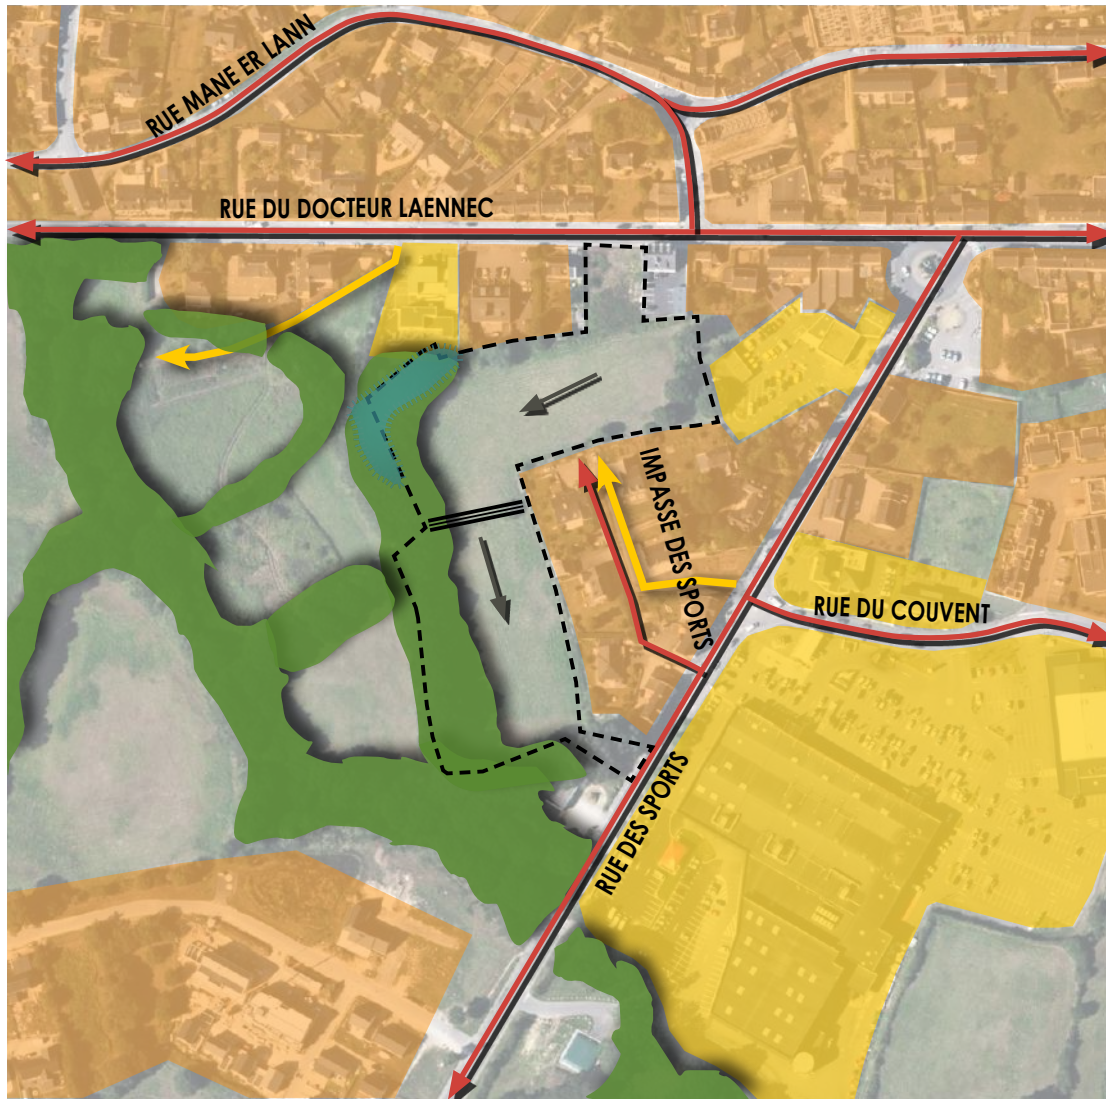 RUE MANE ER LANN
RUE DU DOCTEUR LAENNEC
IMPASSE DES SPORTS
RUE DU COUVENT
RUE DES SPORTS